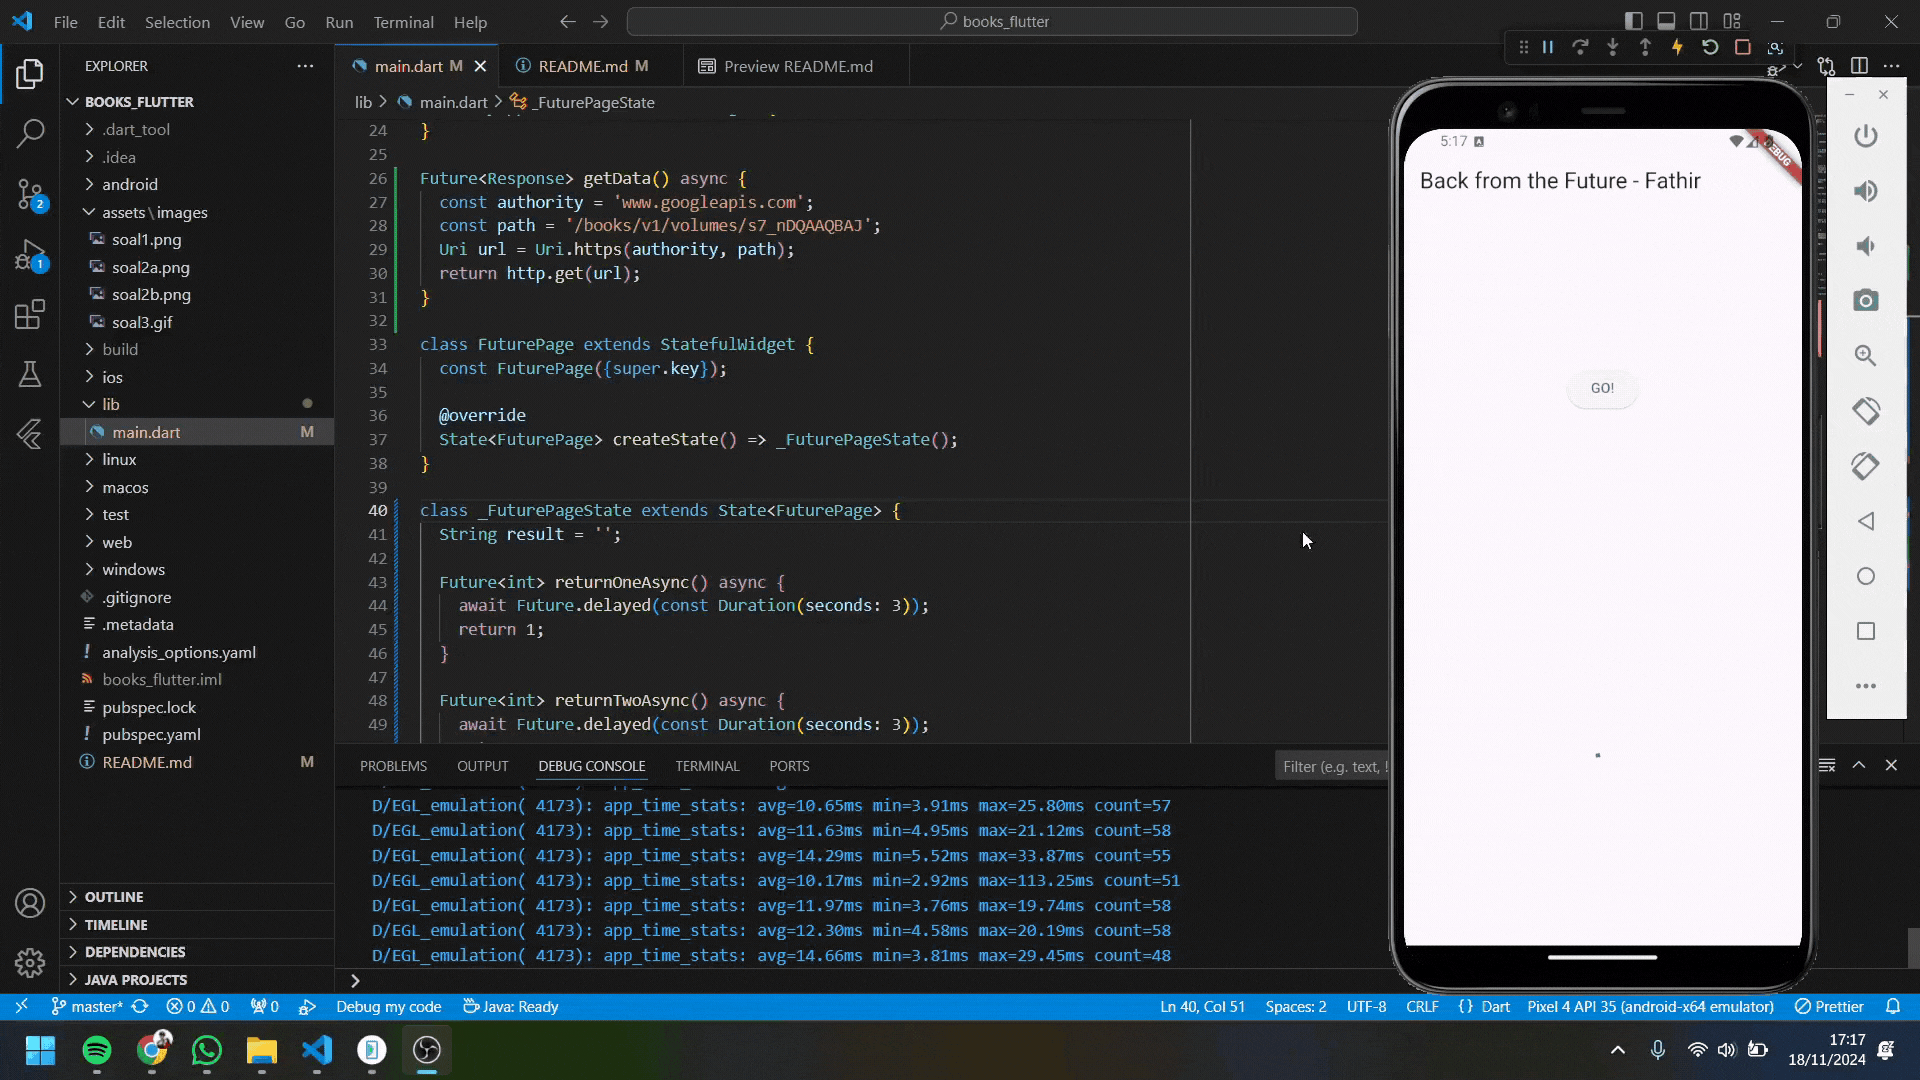 File Edit Selection View Go Run Terminal Help
books_flutter
EXPLORER
BOOKS_FLUTTER
.dart_tool
.idea
android
assets\images
soal1.png
soal2a.png
soal2b.png
soal3.gif
build
ios
lib
main.dart M
linux
macos
test
web
windows
.gitignore
.metadata
analysis_options.yaml
books_flutter.iml
pubspec.lock
pubspec.yaml
README.md M
OUTLINE
TIMELINE
DEPENDENCIES
JAVA PROJECTS
2
1
main.dart M
README.md M
Preview README.md
lib > main.dart > _FuturePageState
24 }
25
26 Future<Response> getData() async {
27 const authority = 'www.googleapis.com';
28 const path = '/books/v1/volumes/s7_nDQAAQBAJ';
29 Uri url = Uri.https(authority, path);
30 return http.get(url);
31 }
32
33 class FuturePage extends StatefulWidget {
34 const FuturePage({super.key});
35
36 @override
37 State<FuturePage> createState() => _FuturePageState();
38 }
39
40 class _FuturePageState extends State<FuturePage> {
41 String result = '';
42
43 Future<int> returnOneAsync() async {
44 await Future.delayed(const Duration(seconds: 3));
45 return 1;
46 }
47
48 Future<int> returnTwoAsync() async {
49 await Future.delayed(const Duration(seconds: 3));
PROBLEMS OUTPUT DEBUG CONSOLE TERMINAL PORTS
Filter (e.g. text, !
D/EGL_emulation( 4173): app_time_stats: avg=10.65ms min=3.91ms max=25.80ms count=57
D/EGL_emulation( 4173): app_time_stats: avg=11.63ms min=4.95ms max=21.12ms count=58
D/EGL_emulation( 4173): app_time_stats: avg=14.29ms min=5.52ms max=33.87ms count=55
D/EGL_emulation( 4173): app_time_stats: avg=10.17ms min=2.92ms max=113.25ms count=51
D/EGL_emulation( 4173): app_time_stats: avg=11.97ms min=3.76ms max=19.74ms count=58
D/EGL_emulation( 4173): app_time_stats: avg=12.30ms min=4.58ms max=20.19ms count=58
D/EGL_emulation( 4173): app_time_stats: avg=14.66ms min=3.81ms max=29.45ms count=48
5:17
Back from the Future - Fathir
GO!
master* 0 0 0 Debug my code Java: Ready
Ln 40, Col 51 Spaces: 2 UTF-8 CRLF {} Dart Pixel 4 API 35 (android-x64 emulator) Prettier
17:17
18/11/2024